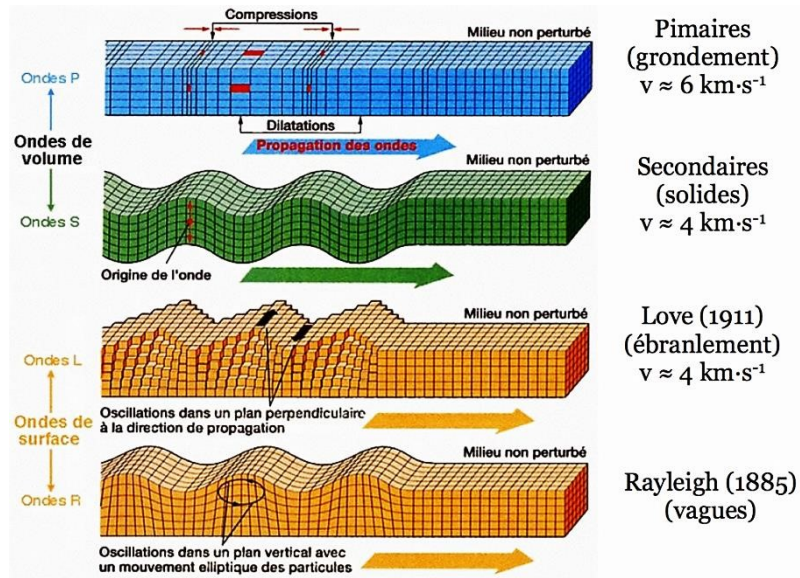 Compressions
Milieu non perturbé
Ondes P
Ondes de
volume
Dilatations
Propagation des ondes
Pimaires
(grondement)
v ≈ 6 km·s⁻¹
Milieu non perturbé
Ondes S
Origine de l'onde
Secondaires
(solides)
v ≈ 4 km·s⁻¹
Milieu non perturbé
Ondes L
Ondes de
surface
Oscillations dans un plan perpendiculaire
à la direction de propagation
Love (1911)
(ébranlement)
v ≈ 4 km·s⁻¹
Milieu non perturbé
Ondes R
Oscillations dans un plan vertical avec
un mouvement elliptique des particules
Rayleigh (1885)
(vagues)